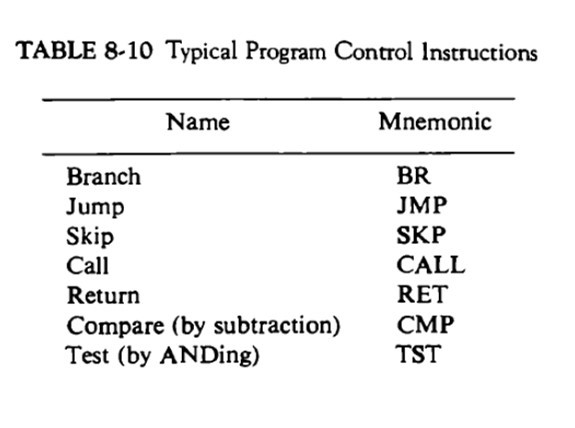 TABLE 8-10 Typical Program Control Instructions
Name Mnemonic
Branch BR
Jump JMP
Skip SKP
Call CALL
Return RET
Compare (by subtraction) CMP
Test (by ANDing) TST